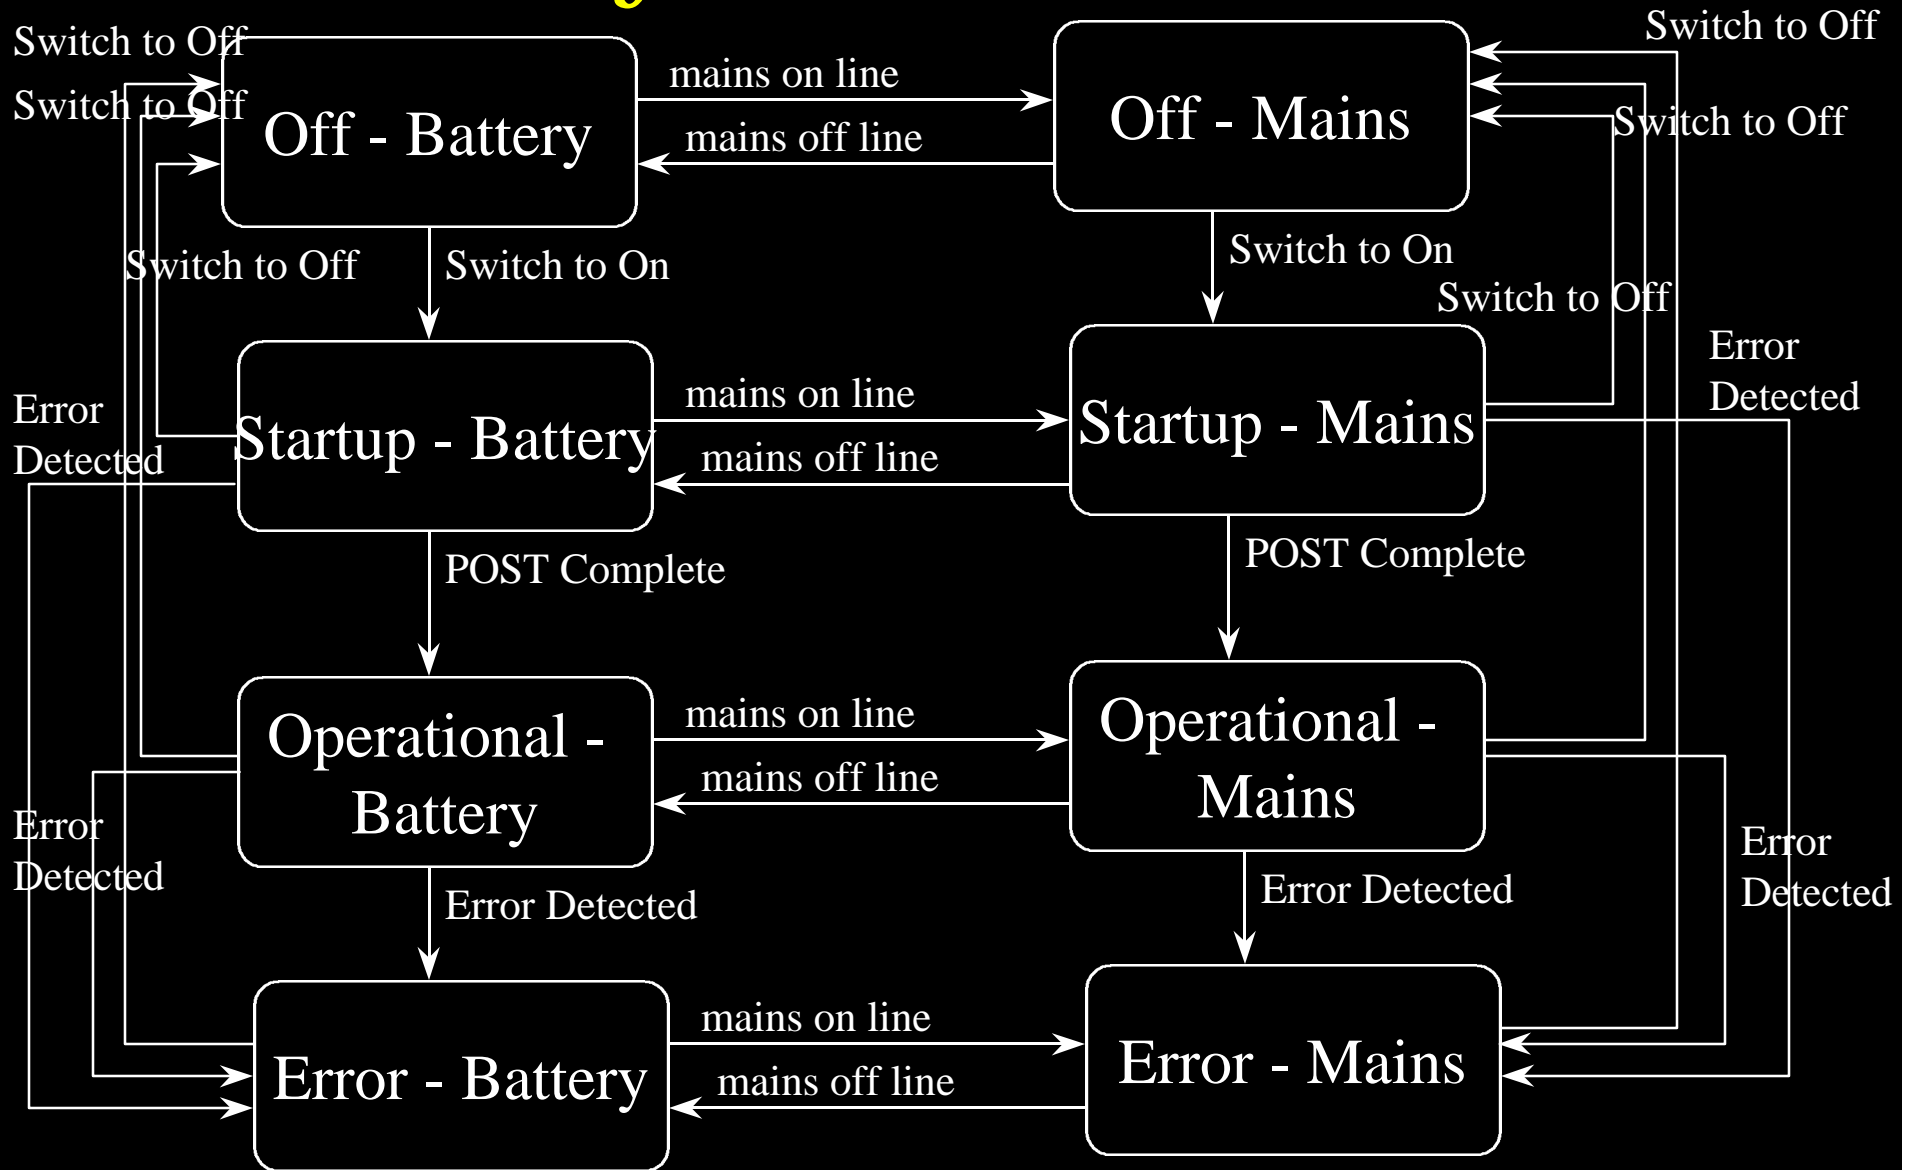 Switch to Off
mains on line
Switch to Off
Switch to Off
Off - Battery
mains off line
Off - Mains
Switch to Off
Switch to Off
Switch to On
Switch to On
Switch to Off
Error
Detected
Error
Detected
Startup - Battery
mains on line
mains off line
Startup - Mains
POST Complete
POST Complete
Operational -
Battery
mains on line
mains off line
Operational -
Mains
Error
Detected
Error
Detected
Error Detected
Error Detected
Error - Battery
mains on line
mains off line
Error - Mains